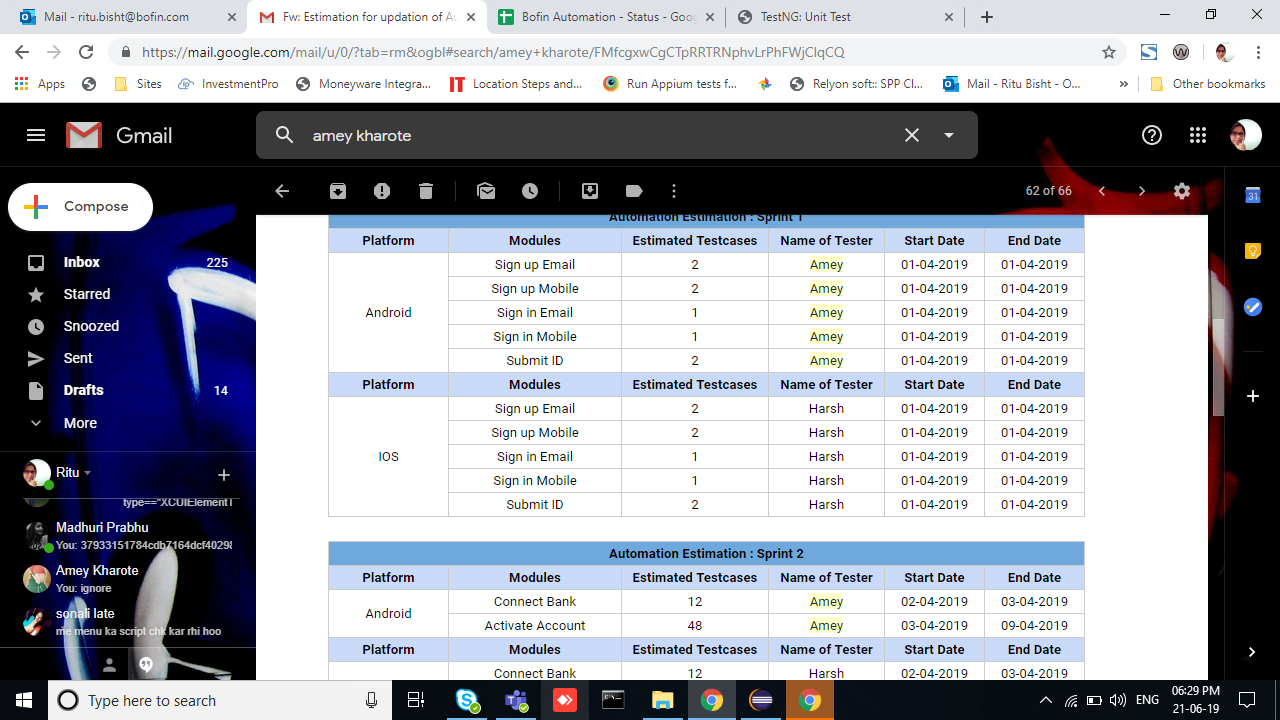 Mail - ritu.bisht@bofin.com
Fw: Estimation for updation of Au
Bofin Automation - Status - Goog
TestNG: Unit Test
https://mail.google.com/mail/u/0/?tab=rm&ogbl#search/amey+kharote/FMfcgxwCgCTpRRTRNphvLrPhFWjClqCQ
Apps
Sites
InvestmentPro
Moneyware Integra...
IT
Location Steps and...
Run Appium tests f...
Relyon soft:: SPP Cl...
Mail - Ritu Bisht - O...
»
Other bookmarks
Gmail
amey kharote
Compose
62 of 66
Inbox 225
Starred
Snoozed
Sent
Drafts 14
More
Ritu
type=="XCUIElementT
Madhuri Prabhu
You: 37933151784cdb7164dcf40298
Amey Kharote
You: ignore
sonali late
me menu ka script chk kar rhi hoo
Automation Estimation : Sprint 1
Platform Modules Estimated Testcases Name of Tester Start Date End Date
Android
Sign up Email 2 Amey 01-04-2019 01-04-2019
Sign up Mobile 2 Amey 01-04-2019 01-04-2019
Sign in Email 1 Amey 01-04-2019 01-04-2019
Sign in Mobile 1 Amey 01-04-2019 01-04-2019
Submit ID 2 Amey 01-04-2019 01-04-2019
Platform Modules Estimated Testcases Name of Tester Start Date End Date
IOS
Sign up Email 2 Harsh 01-04-2019 01-04-2019
Sign up Mobile 2 Harsh 01-04-2019 01-04-2019
Sign in Email 1 Harsh 01-04-2019 01-04-2019
Sign in Mobile 1 Harsh 01-04-2019 01-04-2019
Submit ID 2 Harsh 01-04-2019 01-04-2019
Automation Estimation : Sprint 2
Platform Modules Estimated Testcases Name of Tester Start Date End Date
Android
Connect Bank 12 Amey 02-04-2019 03-04-2019
Activate Account 48 Amey 03-04-2019 09-04-2019
Platform Modules Estimated Testcases Name of Tester Start Date End Date
Connect Bank 12 Harsh 02-04-2019 03-04-2019
31
Type here to search
ENG
06:29 PM
21-06-19